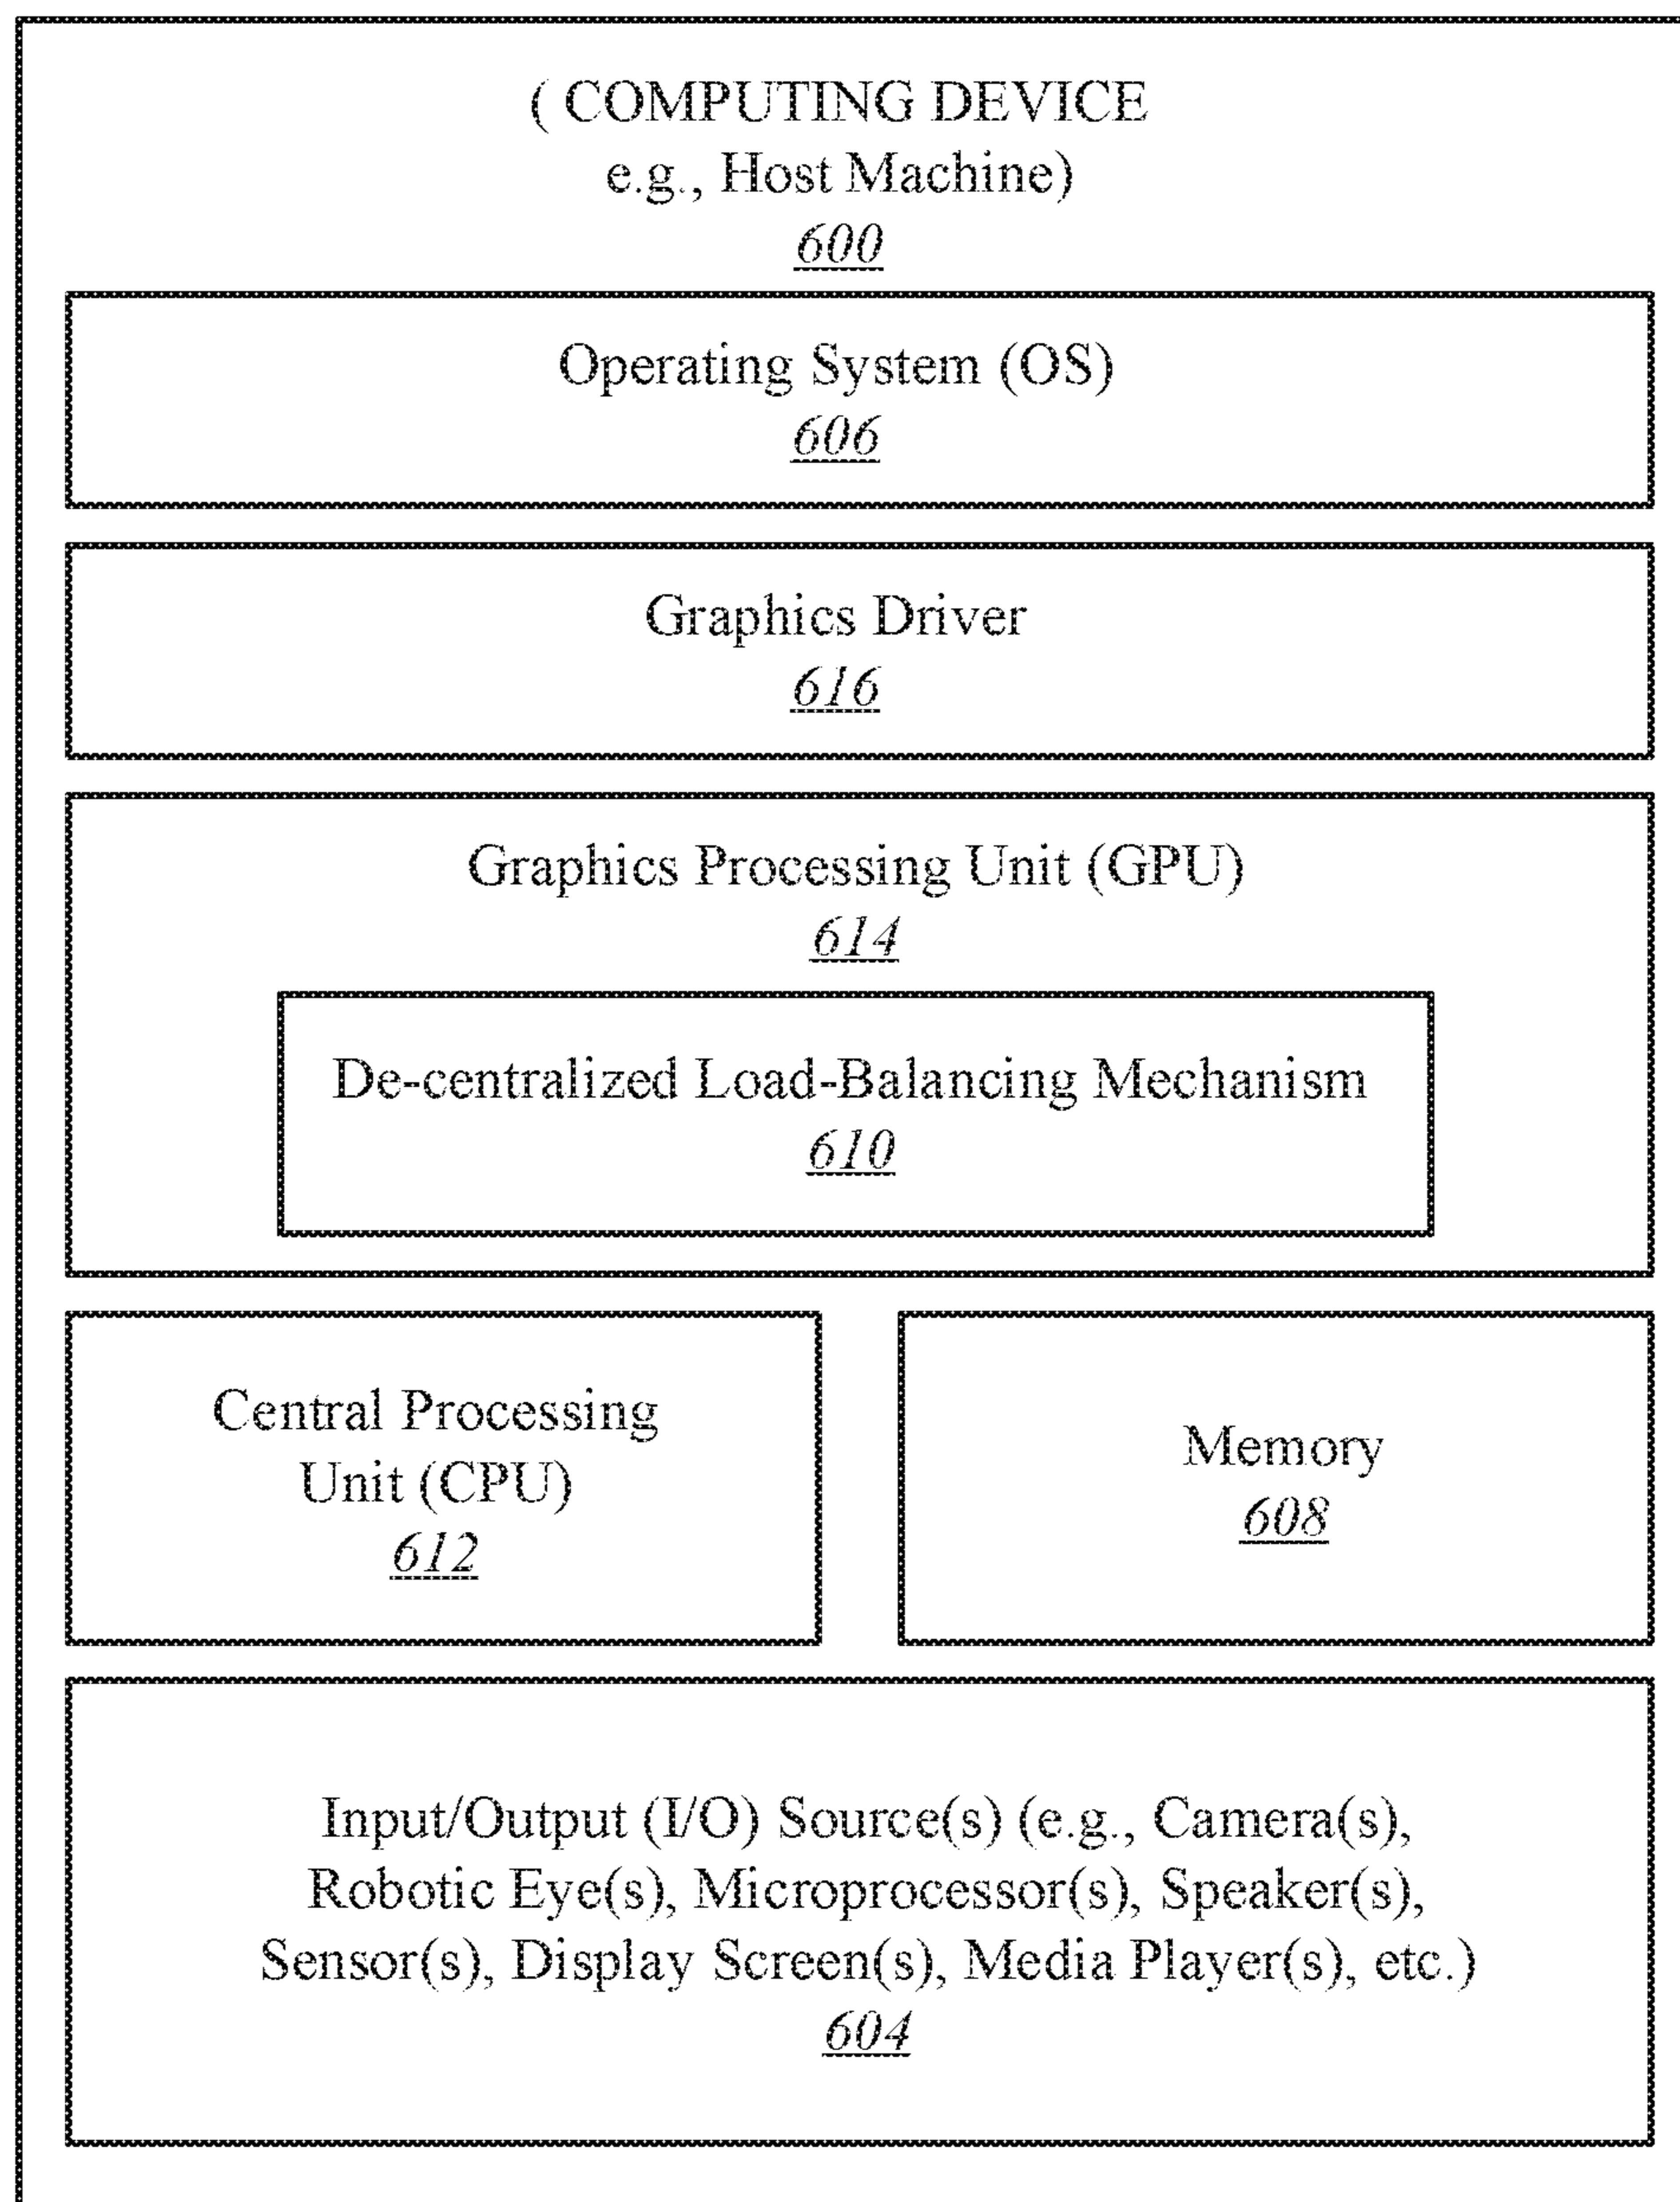 ( COMPUTING DEVICE
e.g., Host Machine)
600
Operating System (OS)
606
Graphics Driver
616
Graphics Processing Unit (GPU)
614
De-centralized Load-Balancing Mechanism
610
Central Processing
Unit (CPU)
612
Memory
608
Input/Output (I/O) Source(s) (e.g., Camera(s),
Robotic Eye(s), Microprocessor(s), Speaker(s),
Sensor(s), Display Screen(s), Media Player(s), etc.)
604